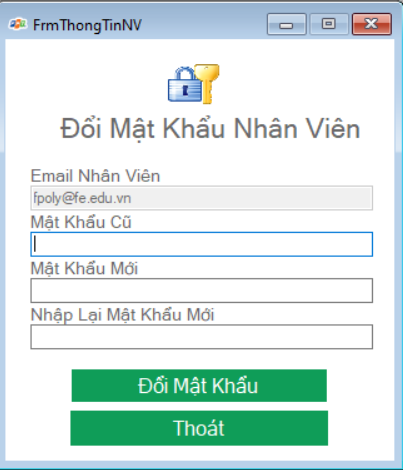 FrmThongTinNV
Đổi Mật Khẩu Nhân Viên
Email Nhân Viên
fpoly@fe.edu.vn
Mật Khẩu Cũ
Mật Khẩu Mới
Nhập Lại Mật Khẩu Mới
Đổi Mật Khẩu
Thoát